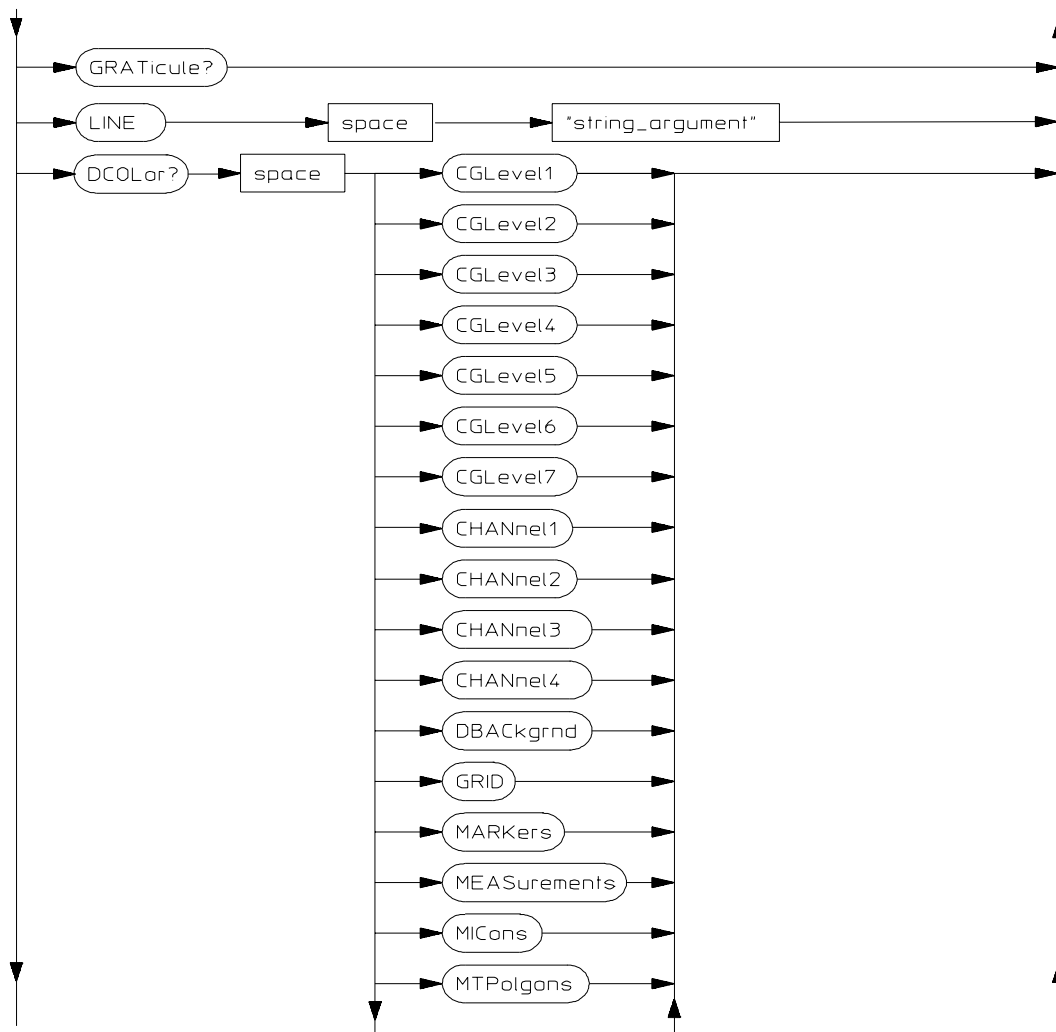 GRATicule?
LINE space "string_argument"
DCOLor? space CGLevel1
CGLevel2
CGLevel3
CGLevel4
CGLevel5
CGLevel6
CGLevel7
CHANnel1
CHANnel2
CHANnel3
CHANnel4
DBACkgrnd
GRID
MARKers
MEASurements
MICons
MTPolgons